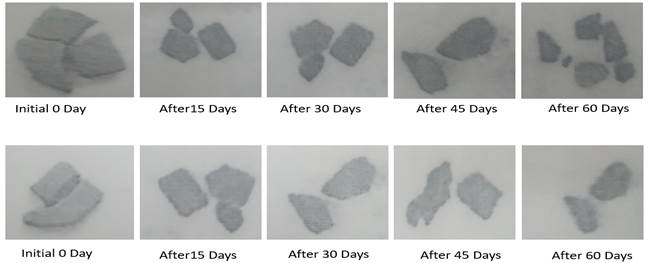 Initial 0 Day
After15 Days
After 30 Days
After 45 Days
After 60 Days
Initial 0 Day
After15 Days
After 30 Days
After 45 Days
After 60 Days